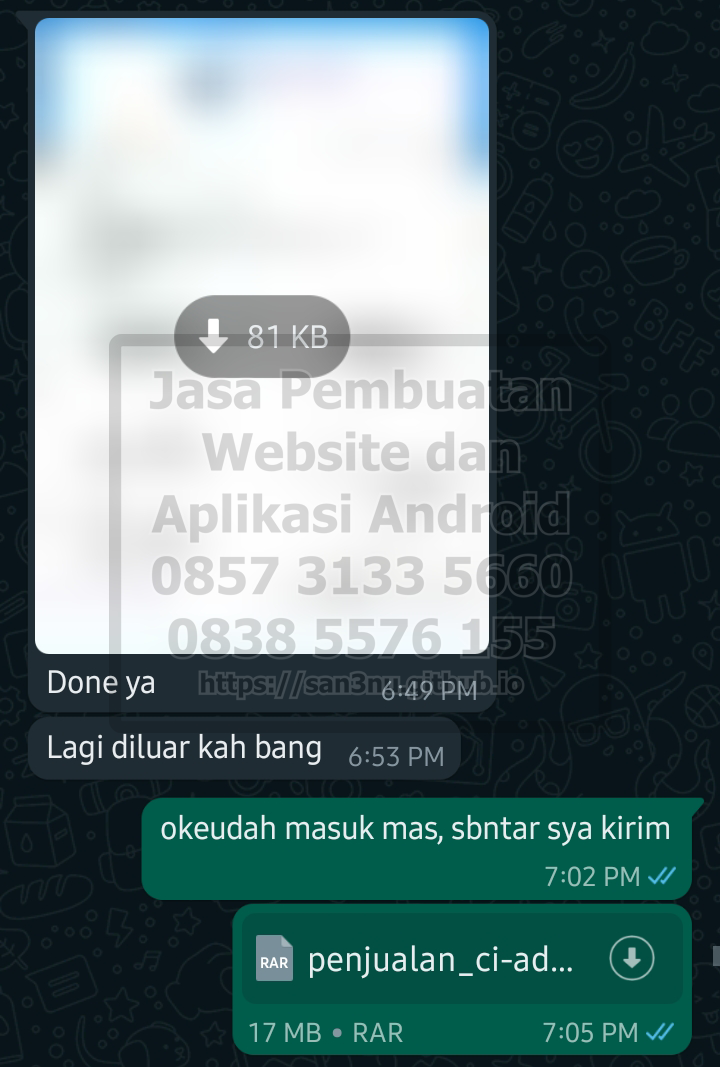 81 KB
Jasa Pembuatan
Website dan
Aplikasi Android
0857 3133 5660
0838 5576 155
https://san3nu.github.io
Done ya 6:49 PM
Lagi diluar kah bang 6:53 PM
okeudah masuk mas, sbntar sya kirim
7:02 PM
RAR penjualan_ci-ad...
17 MB • RAR 7:05 PM